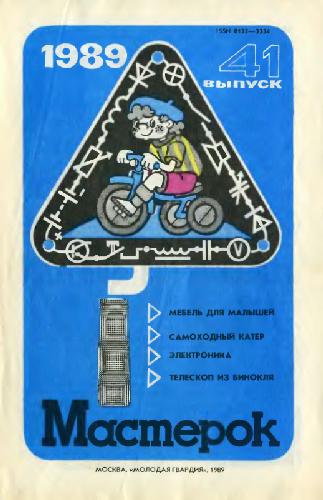 ISSN 0131—2334
1989
41
ВЫПУСК
МЕБЕЛЬ ДЛЯ МАЛЫШЕЙ
САМОХОДНЫЙ КАТЕР
ЭЛЕКТРОНИКА
ТЕЛЕСКОП ИЗ БИНОКЛЯ
Мастерок
МОСКВА, «МОЛОДАЯ ГВАРДИЯ», 1989